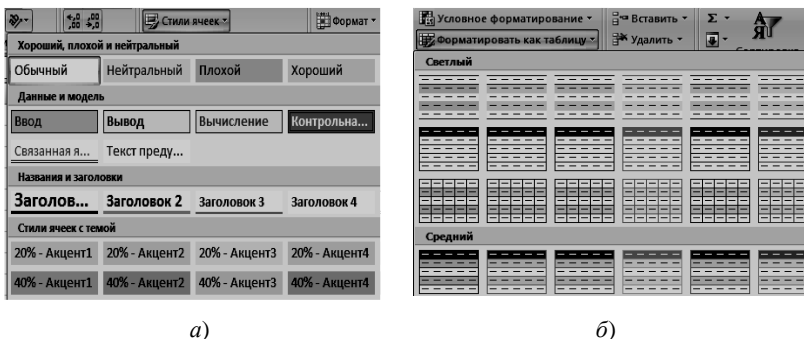 Стили ячеек
Формат
Хороший, плохой и нейтральный
Обычный Нейтральный Плохой Хороший
Данные и модель
Ввод Вывод Вычисление Контрольна...
Связанная я... Текст преду...
Названия и заголовки
Заголов... Заголовок 2 Заголовок 3 Заголовок 4
Стили ячеек с темой
20% - Акцент1 20% - Акцент2 20% - Акцент3 20% - Акцент4
40% - Акцент1 40% - Акцент2 40% - Акцент3 40% - Акцент4
а)
Условное форматирование Вставить Σ
Форматировать как таблицу Удалить
А
Я
Светлый
Средний
б)